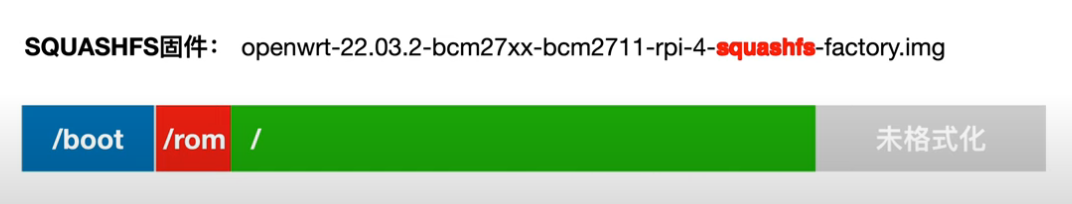 SQUASHFS固件： openwrt-22.03.2-bcm27xx-bcm2711-rpi-4-squashfs-factory.img
/boot /rom / 未格式化